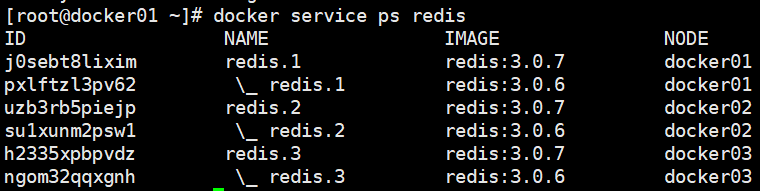 [root@docker01 ~]# docker service ps redis
ID NAME IMAGE NODE
j0sebt8lixim redis.1 redis:3.0.7 docker01
pxlftzl3pv62 \_ redis.1 redis:3.0.6 docker01
uzb3rb5piejp redis.2 redis:3.0.7 docker02
su1xunm2psw1 \_ redis.2 redis:3.0.6 docker02
h2335xpbpvdz redis.3 redis:3.0.7 docker03
ngom32qqxgnh \_ redis.3 redis:3.0.6 docker03